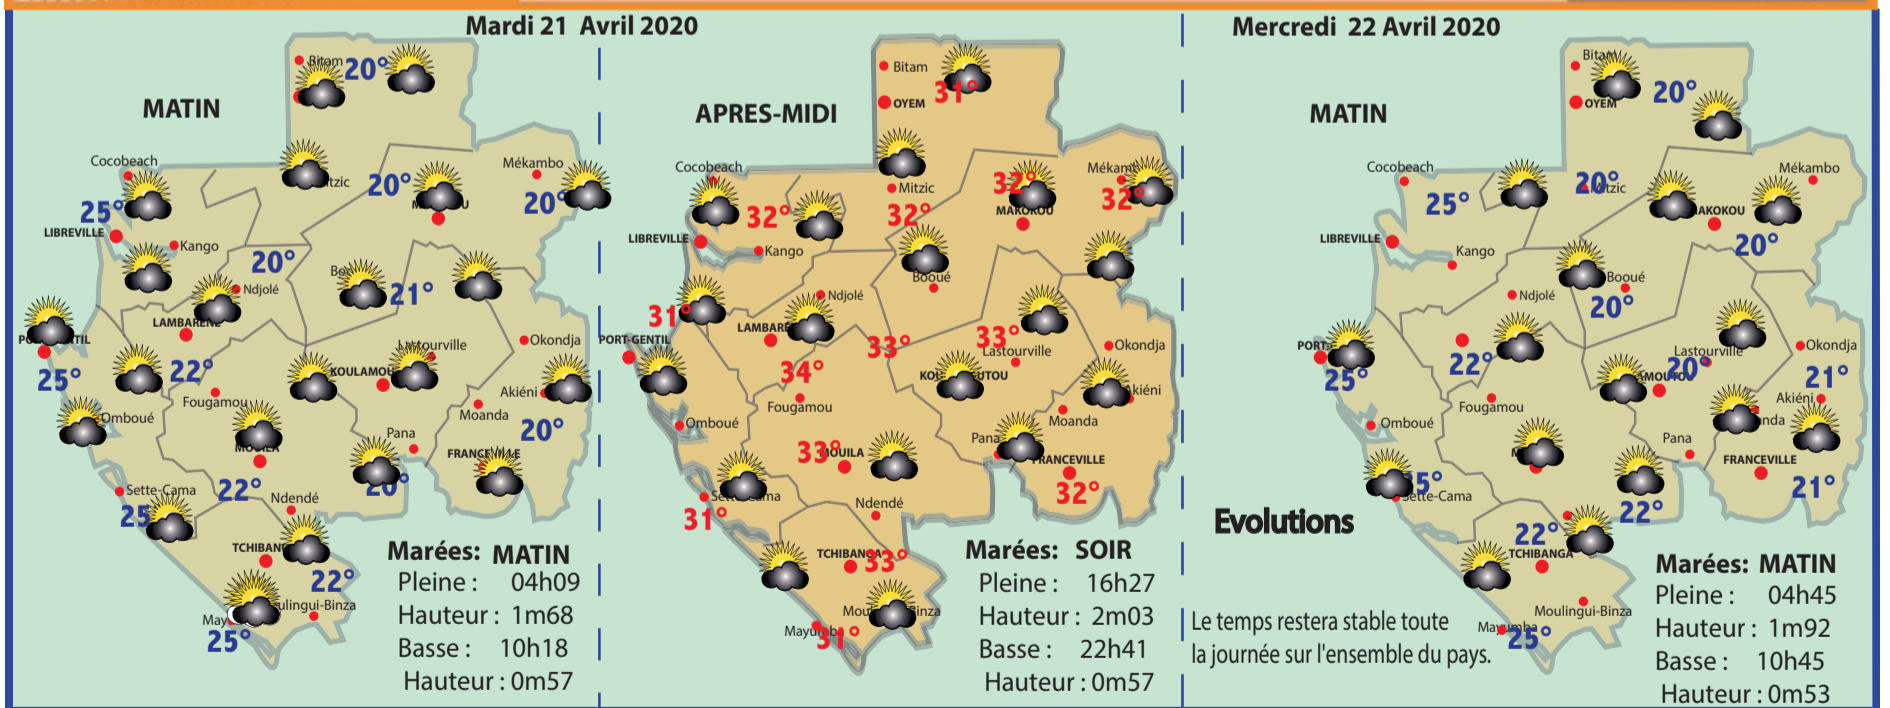 Mardi 21 Avril 2020
Mercredi 22 Avril 2020
MATIN
Bitam
20°
Cocobeach
Mékambo
20°
20°
25°
LIBREVILLE
Kango
20°
Ndjolé
21°
LAMBARENE
Okondja
Lastourville
22°
25°
Fougamou
Akiéni
Moanda
Omboué
20°
Pana
FRANCEVILLE
Sette-Cama
22°
20°
Ndendé
25
22°
25°
Marées: MATIN
Pleine : 04h09
Hauteur : 1m68
Basse : 10h18
Hauteur : 0m57
APRES-MIDI
Bitam
31°
OYEM
Cocobeach
Mitzic
32°
32°
32°
32
MAKOKOU
LIBREVILLE
Kango
Booué
Ndjolé
31°
PORT-GENTIL
33°
33°
Lastourville
Okondja
34°
Fougamou
Moanda
Omboué
Pana
33°
MOUILA
FRANCEVILLE
32°
Sette-Cama
31°
Ndendé
TCHIBANGA
33°
Mayumba
31°
Marées: SOIR
Pleine : 16h27
Hauteur : 2m03
Basse : 22h41
Hauteur : 0m57
MATIN
Bitam
20°
OYEM
Cocobeach
Mékambo
25°
20°
LIBREVILLE
20°
Kango
Booué
Ndjolé
20°
22°
Lastourville
Okondja
20°
25°
21°
Akiéni
Fougamou
Omboué
Pana
FRANCEVILLE
21°
Sette-Cama
22°
22°
TCHIBANGA
Moulingui-Binza
Mayumba
25°
Evolutions
Le temps restera stable toute
la journée sur l'ensemble du pays.
Marées: MATIN
Pleine : 04h45
Hauteur : 1m92
Basse : 10h45
Hauteur : 0m53